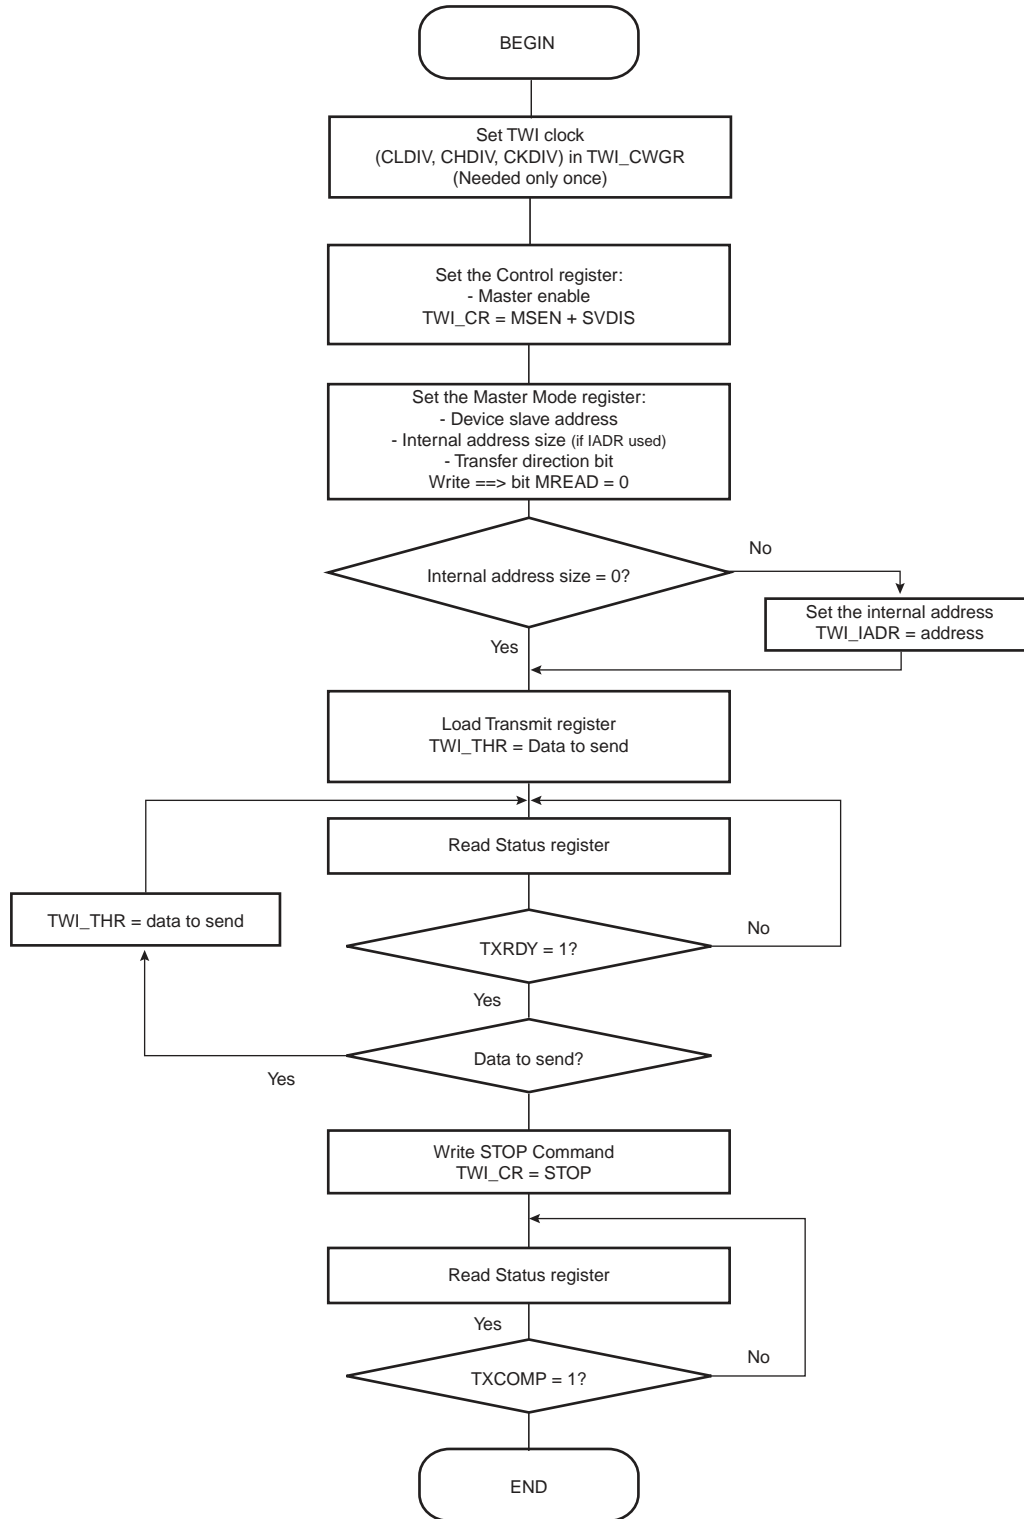 BEGIN
Set TWI clock
(CLDIV, CHDIV, CKDIV) in TWI_CWGR
(Needed only once)
Set the Control register:
- Master enable
TWI_CR = MSEN + SVDIS
Set the Master Mode register:
- Device slave address
- Internal address size (if IADR used)
- Transfer direction bit
Write ==> bit MREAD = 0
No
Internal address size = 0?
Set the internal address
TWI_IADR = address
Yes
Load Transmit register
TWI_THR = Data to send
Read Status register
TWI_THR = data to send
No
TXRDY = 1?
Yes
Data to send?
Yes
Write STOP Command
TWI_CR = STOP
Read Status register
Yes
No
TXCOMP = 1?
END